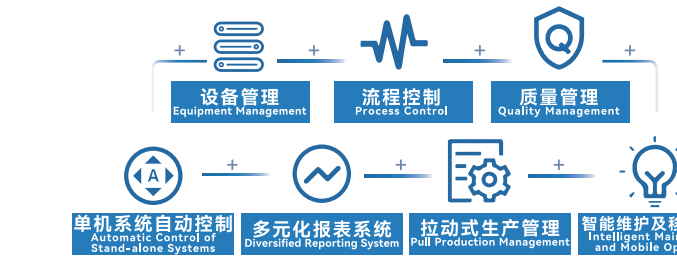 设备管理
Equipment Management
流程控制
Process Control
Q
质量管理
Quality Management
A
单机系统自动控制
Automatic Control of
Stand-alone Systems
多元化报表系统
Diversified Reporting System
拉动式生产管理
Pull Production Management
智能维护及
Intelligent
and Mobile